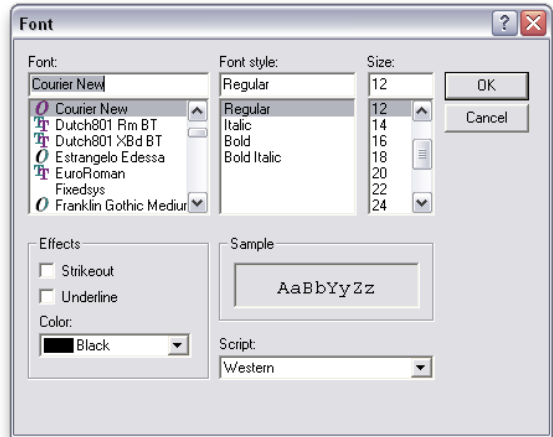 Font
Font: Font style: Size:
Courier New Regular 12 OK
Courier New Regular 12 Cancel
Dutch801 Rm BT Italic 14
Dutch801 XBd BT Bold 16
Estrangelo Edessa Bold Italic 18
EuroRoman 20
Fixedsys 22
Franklin Gothic Mediur 24
Effects Sample
Strikeout
Underline AaBbYyZz
Color:
Black Script:
Western